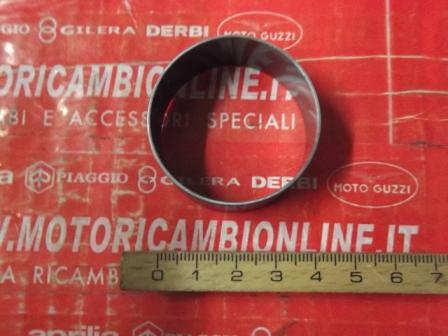 GGIO GILERA DERBI MOTO GUZZI
OTORICAMBIONLINE.IT
BI E ACCESSORI SPECIALI
PIAGGIO GILERA DERBI MOTO GUZZI
W.MOTORICAMBIONLINE.IT
A RICAMBI
0 1 2 3 4 5 6 7
aprilia